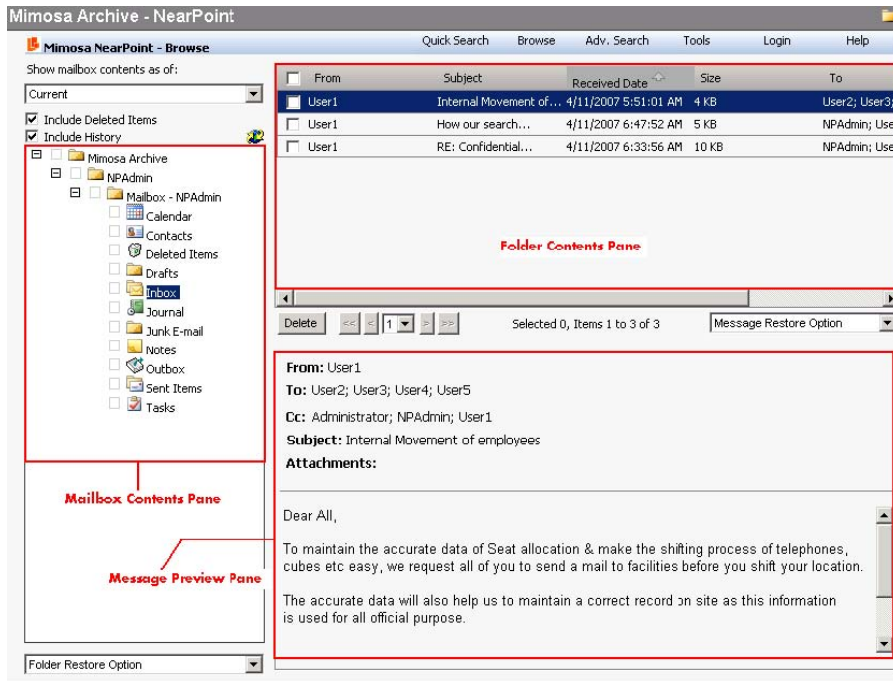 Mimosa Archive - NearPoint
Mimosa NearPoint - Browse
Quick Search Browse Adv. Search Tools Login Help
Show mailbox contents as of:
Current
Include Deleted Items
Include History
Mimosa Archive
NPAdmin
Mailbox - NPAdmin
Calendar
Contacts
Deleted Items
Drafts
Inbox
Journal
Junk E-mail
Notes
Outbox
Sent Items
Tasks
Mailbox Contents Pane
Message Preview Pane
Folder Restore Option
From Subject Received Date Size To
User1 Internal Movement of... 4/11/2007 5:51:01 AM 4 KB User2; User3;
User1 How our search... 4/11/2007 6:47:52 AM 5 KB NPAdmin; Use
User1 RE: Confidential... 4/11/2007 6:33:56 AM 10 KB NPAdmin; Use
Folder Contents Pane
Delete << < 1 > >> Selected 0, Items 1 to 3 of 3 Message Restore Option
From: User1
To: User2; User3; User4; User5
Cc: Administrator; NPAdmin; User1
Subject: Internal Movement of employees
Attachments:
Dear All,
To maintain the accurate data of Seat allocation & make the shifting process of telephones,
cubes etc easy, we request all of you to send a mail to facilities before you shift your location.
The accurate data will also help us to maintain a correct record on site as this information
is used for all official purpose.